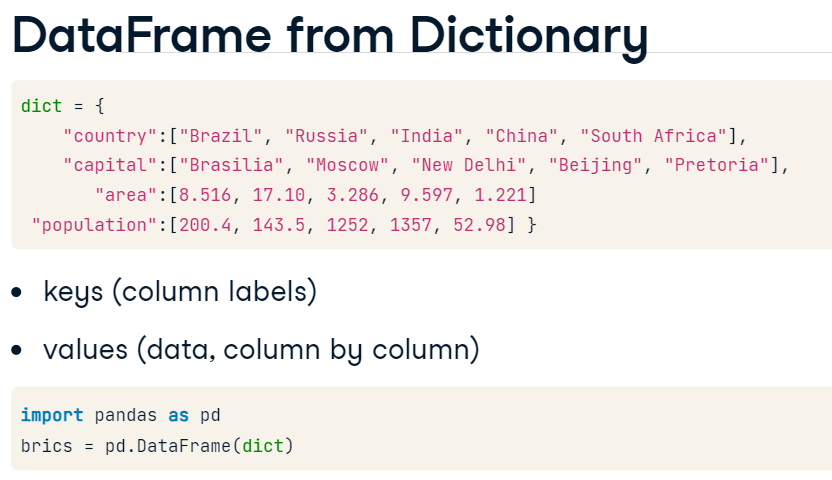 DataFrame from Dictionary
dict = {
    "country":["Brazil", "Russia", "India", "China", "South Africa"],
    "capital":["Brasilia", "Moscow", "New Delhi", "Beijing", "Pretoria"],
       "area":[8.516, 17.10, 3.286, 9.597, 1.221]
 "population":[200.4, 143.5, 1252, 1357, 52.98] }
• keys (column labels)
• values (data, column by column)
import pandas as pd
brics = pd.DataFrame(dict)